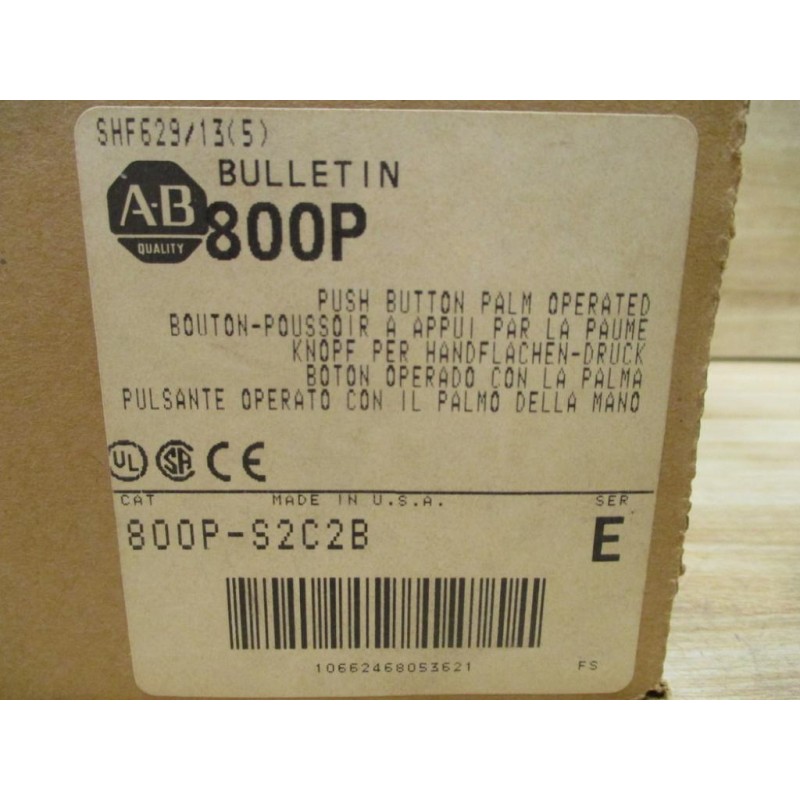 SHF629/13(5)
A-B
QUALITY
BULLETIN
800P
PUSH BUTTON PALM OPERATED
BOUTON-POUSSOIR A APPUI PAR LA PAUME
KNOPF PER HANDFLACHEN-DRUCK
BOTON OPERADO CON LA PALMA
PULSANTE OPERATO CON IL PALMO DELLA MANO
UL SA CE
CAT MADE IN U.S.A. SER
800P-S2C2B E
10662468053621 FS